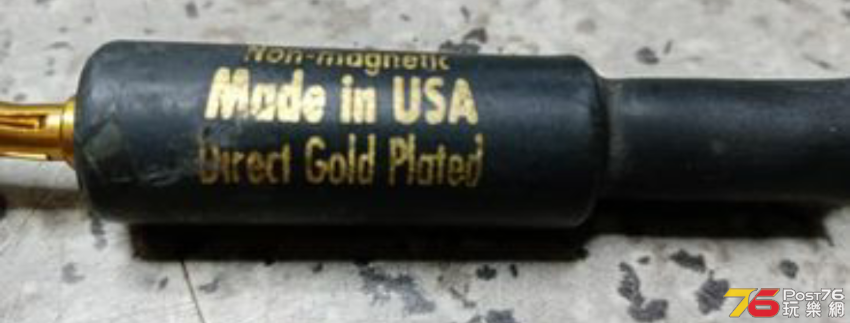 Non-magnetic
Made in USA
Direct Gold Plated
76 POST76
玩樂網